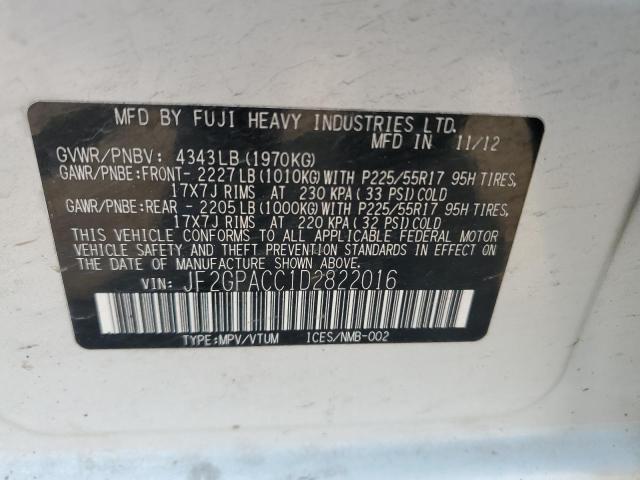 MFD BY FUJI HEAVY INDUSTRIES LTD.
MFD IN 11/12
GVWR/PNBV: 4343LB(1970KG)
GAWR/PNBE:FRONT- 2227LB(1010KG)WITH P225/55R17 95H TIRES,
17X7J RIMS AT 230 KPA(33 PSI)COLD
GAWR/PNBE:REAR - 2205LB(1000KG)WITH P225/55R17 95H TIRES,
17X7J RIMS AT 220 KPA(32 PSI)COLD
THIS VEHICLE CONFORMS TO ALL APPLICABLE FEDERAL MOTOR
VEHICLE SAFETY AND THEFT PREVENTION STANDARDS IN EFFECT
ON THE DATE OF MANUFACTURE SHOWN ABOVE.
VIN: JF2GPACC1D2822016
TYPE:MPV/VTUM ICES/NMB-002